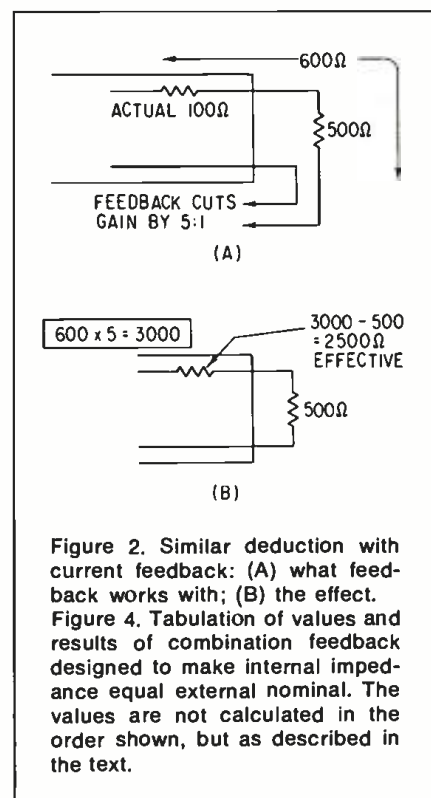 600Ω
ACTUAL 100Ω
500Ω
FEEDBACK CUTS
GAIN BY 5:1
(A)
600 x 5 = 3000
3000 - 500
= 2500Ω
EFFECTIVE
500Ω
(B)
Figure 2. Similar deduction with
current feedback: (A) what feed-
back works with; (B) the effect.
Figure 4. Tabulation of values and
results of combination feedback
designed to make internal imped-
ance equal external nominal. The
values are not calculated in the
order shown, but as described in
the text.